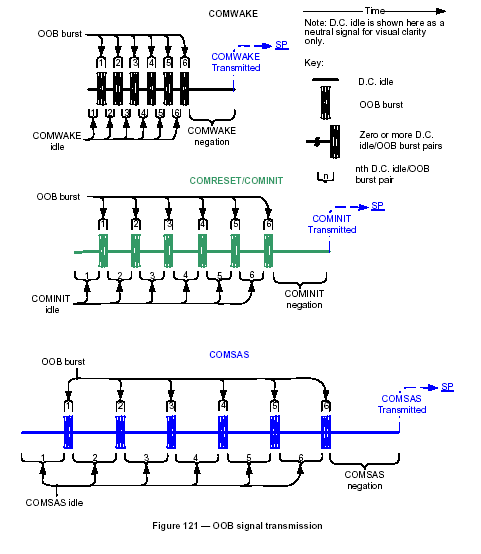 COMWAKE
Time
Note: D.C. idle is shown here as a
neutral signal for visual clarity
only.
OOB burst
SP
COMWAKE
Transmitted
Key:
1 2 3 4 5 6
D.C. idle
n
OOB burst
1 2 3 4 5 6
COMWAKE
idle
COMWAKE
negation
Zero or more D.C.
idle/OOB burst pairs
n
nth D.C. idle/OOB
burst pair
COMRESET/COMINIT
OOB burst
SP
COMINIT
Transmitted
1 2 3 4 5 6
1 2 3 4 5 6
COMINIT
idle
COMINIT
negation
COMSAS
OOB burst
SP
COMSAS
Transmitted
1 2 3 4 5 6
1 2 3 4 5 6
COMSAS
negation
COMSAS idle
Figure 121 — OOB signal transmission